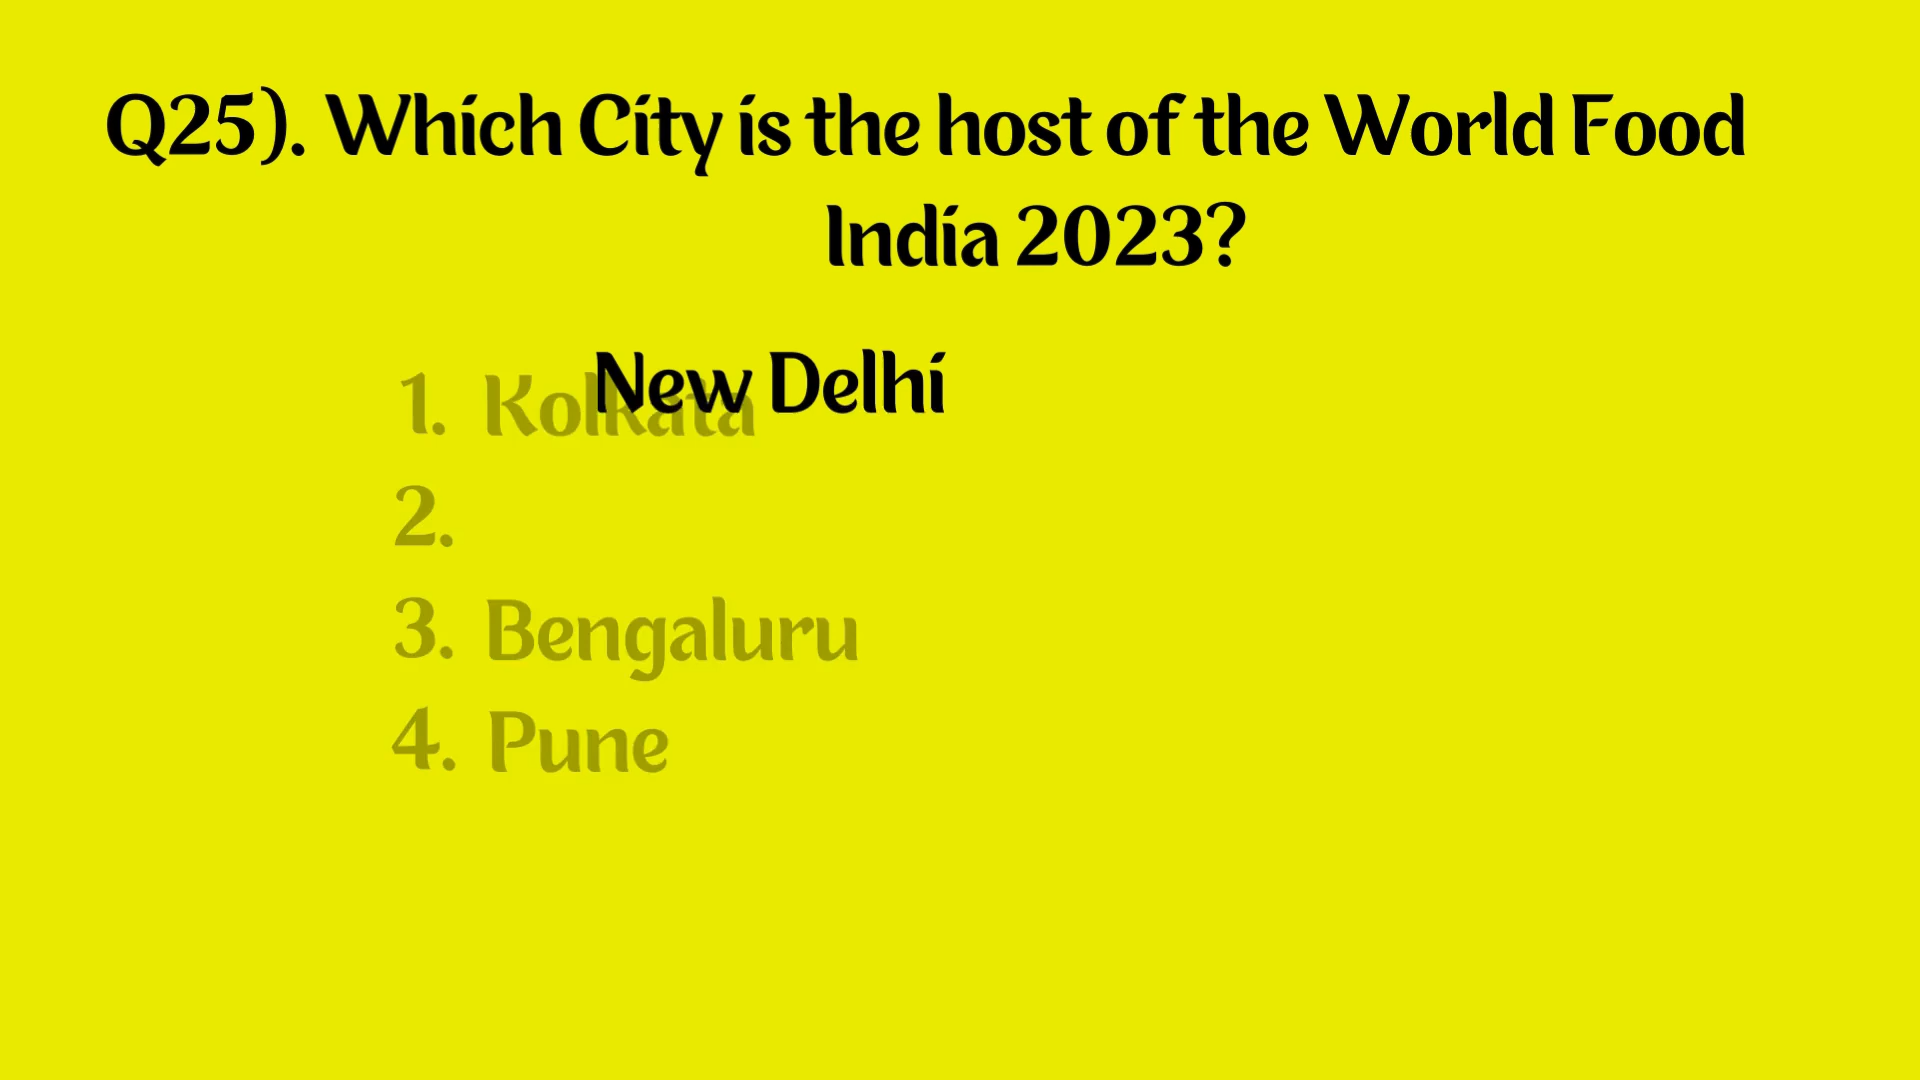 Q25). Which City is the host of the World Food
India 2023?
New Delhi
1. Kolkata
2.
3. Bengaluru
4. Pune